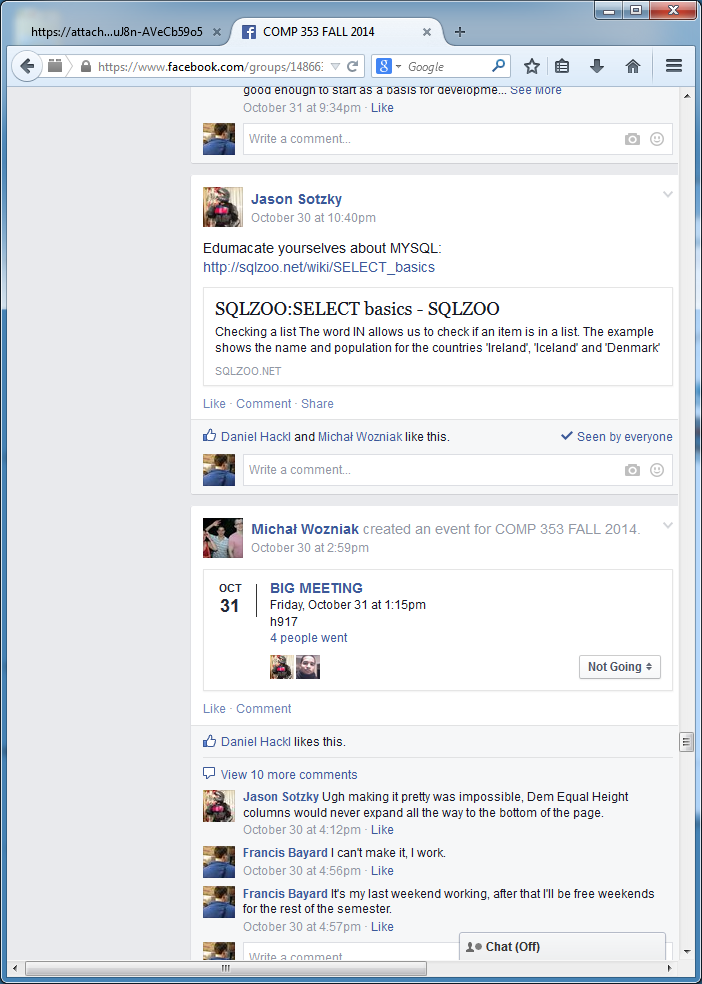 https://attach...uJ8n-AVeCb59o5
COMP 353 FALL 2014
https://www.facebook.com/groups/14866
Google
good enough to start as a basis for developme... See More
October 31 at 9:34pm · Like
Write a comment...
Jason Sotzky
October 30 at 10:40pm
Edumacate yourselves about MYSQL:
http://sqlzoo.net/wiki/SELECT_basics
SQLZOO:SELECT basics - SQLZOO
Checking a list The word IN allows us to check if an item is in a list. The example
shows the name and population for the countries 'Ireland', 'Iceland' and 'Denmark'
SQLZOO.NET
Like · Comment · Share
Daniel Hackl and Michał Wozniak like this.
Seen by everyone
Write a comment...
Michał Wozniak created an event for COMP 353 FALL 2014.
October 30 at 2:59pm
OCT
31
BIG MEETING
Friday, October 31 at 1:15pm
h917
4 people went
Not Going
Like · Comment
Daniel Hackl likes this.
View 10 more comments
Jason Sotzky Ugh making it pretty was impossible, Dem Equal Height
columns would never expand all the way to the bottom of the page.
October 30 at 4:12pm · Like
Francis Bayard I can't make it, I work.
October 30 at 4:56pm · Like
Francis Bayard It's my last weekend working, after that I'll be free weekends
for the rest of the semester.
October 30 at 4:57pm · Like
Write a comment...
Chat (Off)